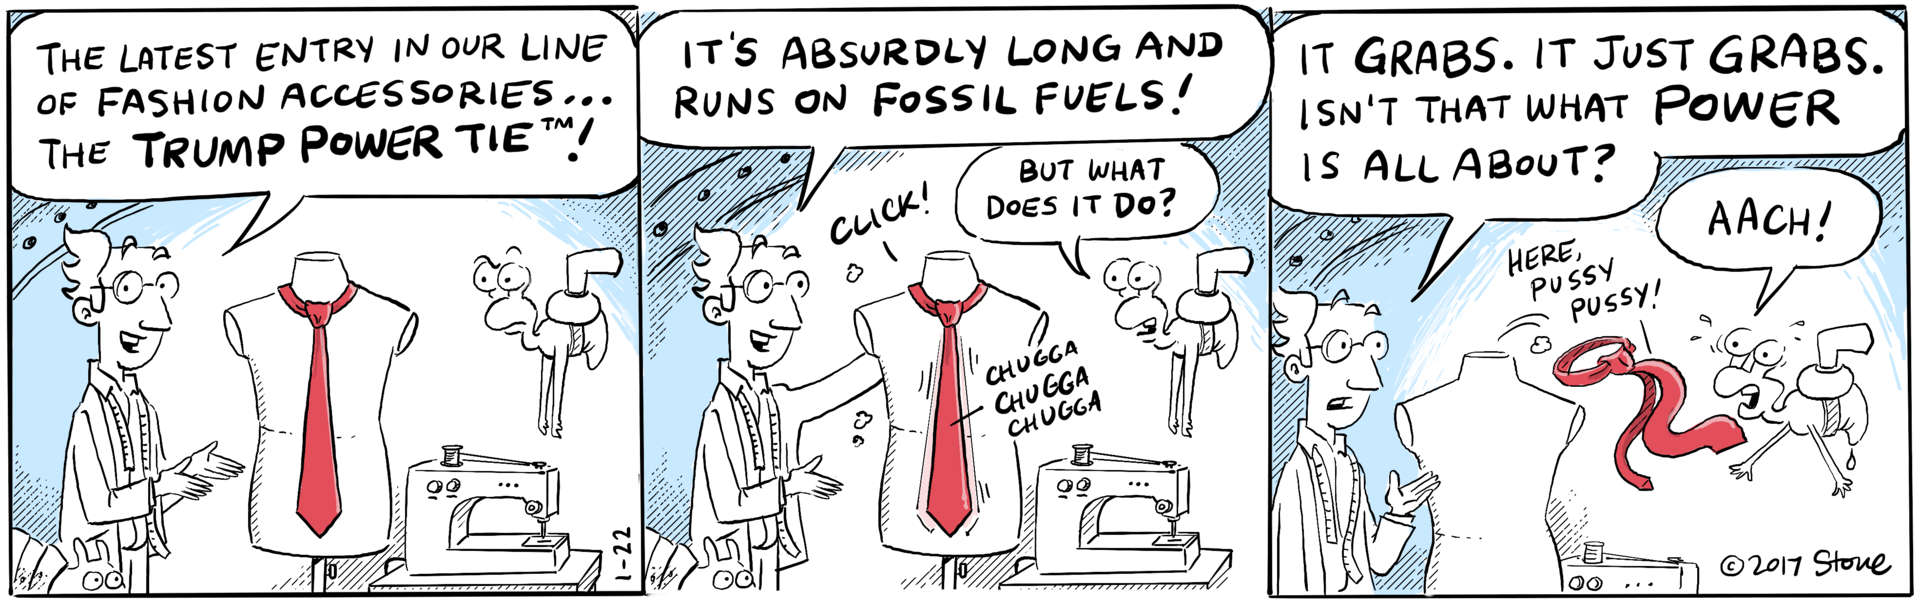 THE LATEST ENTRY IN OUR LINE
OF FASHION ACCESSORIES...
THE TRUMP POWER TIE™!
1-22
IT'S ABSURDLY LONG AND
RUNS ON FOSSIL FUELS!
CLICK!
BUT WHAT
DOES IT DO?
CHUGGA
CHUGGA
CHUGGA
IT GRABS. IT JUST GRABS.
ISN'T THAT WHAT POWER
IS ALL ABOUT?
HERE,
PUSSY
PUSSY!
AACH!
© 2017 Stone